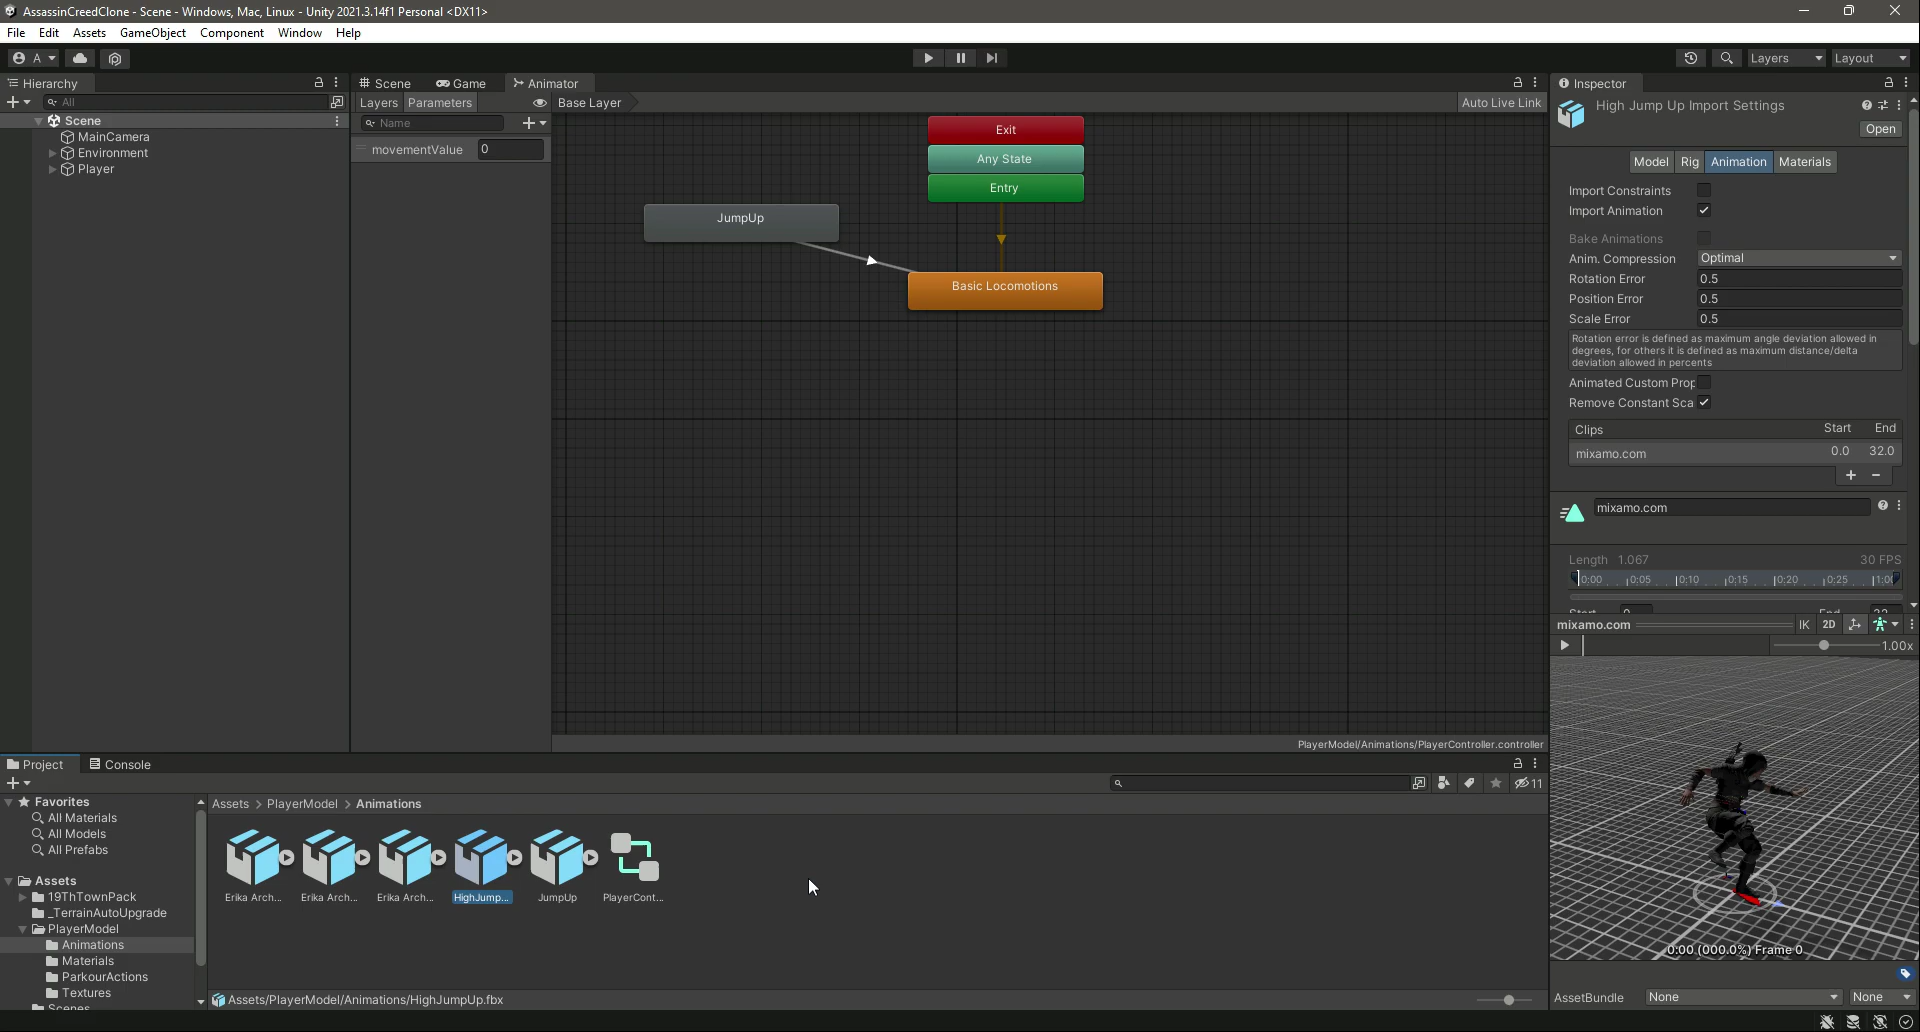 AssassinCreedClone - Scene - Windows, Mac, Linux - Unity 2021.3.14f1 Personal <DX11>
File Edit Assets GameObject Component Window Help
A Layers Layout
Hierarchy
All
Scene
MainCamera
Environment
Player
Scene Game Animator
Layers Parameters Base Layer Auto Live Link
Name
movementValue 0
Exit
Any State
Entry
JumpUp
Basic Locomotions
PlayerModel/Animations/PlayerController.controller
Inspector
High Jump Up Import Settings
Open
Model Rig Animation Materials
Import Constraints
Import Animation
Bake Animations
Anim. Compression Optimal
Rotation Error 0.5
Position Error 0.5
Scale Error 0.5
Rotation error is defined as maximum angle deviation allowed in
degrees, for others it is defined as maximum distance/delta
deviation allowed in percents
Animated Custom Prop
Remove Constant Sca
Clips Start End
mixamo.com 0.0 32.0
+ −
mixamo.com
Length 1.067 30 FPS
0:00 0:05 0:10 0:15 0:20 0:25 1:00
mixamo.com IK 2D
1.00x
0:00 (000.0%) Frame 0
AssetBundle None None
Project Console
11
Favorites
All Materials
All Models
All Prefabs
Assets
19ThTownPack
_TerrainAutoUpgrade
PlayerModel
Animations
Materials
ParkourActions
Textures
Scenes
Assets > PlayerModel > Animations
Erika Arch... Erika Arch... Erika Arch... HighJump... JumpUp PlayerCont...
Assets/PlayerModel/Animations/HighJumpUp.fbx